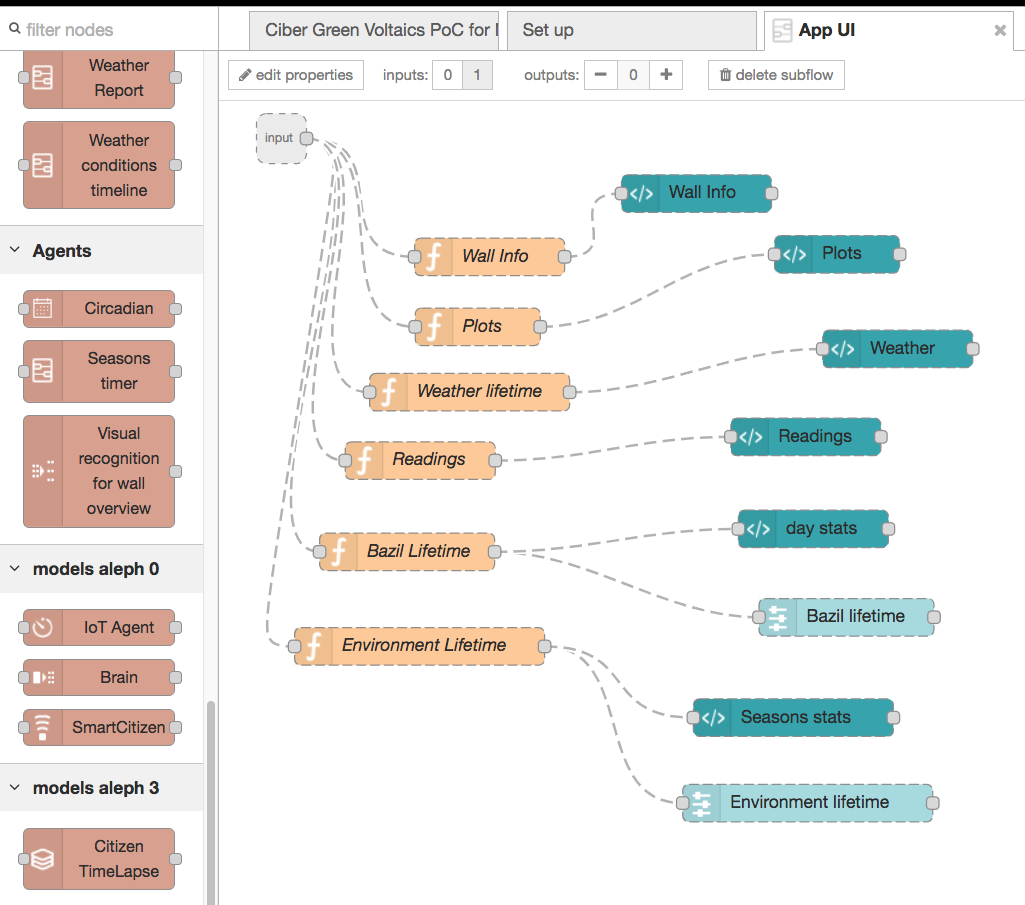 filter nodes
Weather
Report
Weather
conditions
timeline
Agents
Circadian
Seasons
timer
Visual
recognition
for wall
overview
models aleph 0
IoT Agent
Brain
SmartCitizen
models aleph 3
Citizen
TimeLapse
Ciber Green Voltaics PoC for
Set up
App UI
edit properties
inputs: 0 1
outputs: 0
delete subflow
input
Wall Info
Wall Info
Plots
Plots
Weather
Weather lifetime
Readings
Readings
day stats
Bazil Lifetime
Bazil lifetime
Environment Lifetime
Seasons stats
Environment lifetime